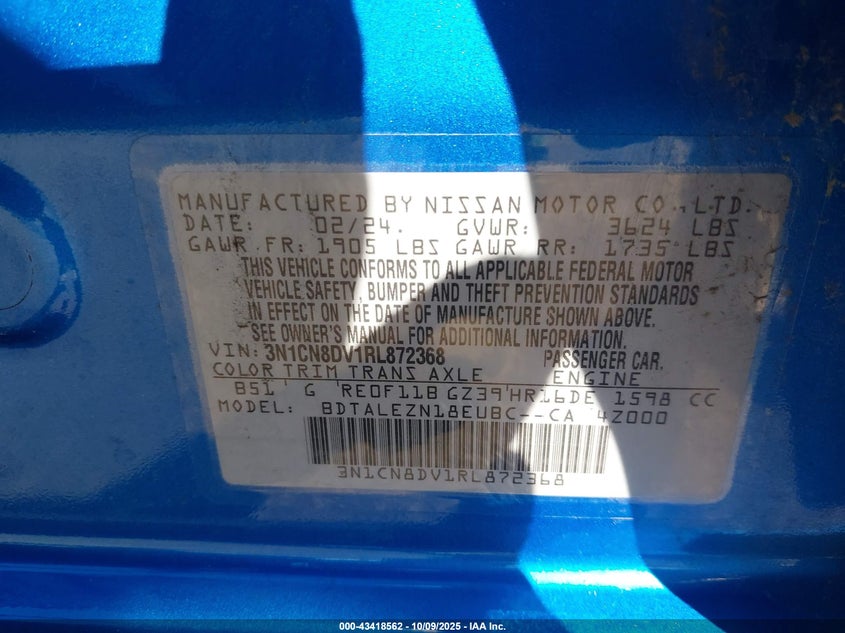 MANUFACTURED BY NISSAN MOTOR CO.,LTD.
DATE: 02/24. GVWR: 3624 LBS
GAWR FR: 1905 LBS GAWR RR: 1735 LBS
THIS VEHICLE CONFORMS TO ALL APPLICABLE FEDERAL MOTOR
VEHICLE SAFETY, BUMPER AND THEFT PREVENTION STANDARDS
IN EFFECT ON THE DATE OF MANUFACTURE SHOWN ABOVE.
SEE OWNER'S MANUAL FOR ADDITIONAL INFORMATION.
VIN: 3N1CN8DV1RL872368 PASSENGER CAR.
COLOR TRIM TRANS AXLE ENGINE
B51 G RE0F11B GZ39 HR16DE 1598 CC
MODEL: BDTALEZN18EUBC--CA 4Z000
3N1CN8DV1RL872368
000-43418562 - 10/09/2025 - IAA Inc.